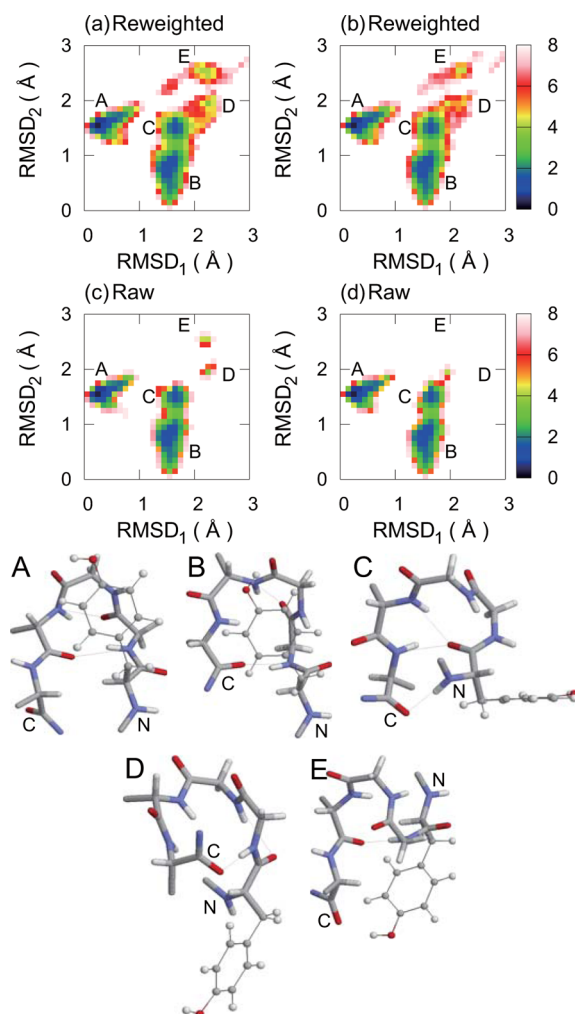 (a) Reweighted (b) Reweighted
3 3 8
E E
RMSD2 (Å) 2 A D 2 A D 6
C C 4
1 1
B B 2
0 0 0
0 1 2 3 0 1 2 3
RMSD1 ( Å ) RMSD1 ( Å )
(c) Raw (d) Raw
3 3 8
E E
RMSD2 (Å) 2 A D 2 A D 6
C C 4
1 1
B B 2
0 0 0
0 1 2 3 0 1 2 3
RMSD1 ( Å ) RMSD1 ( Å )
A B C
C N C N C N
D E
C N N C